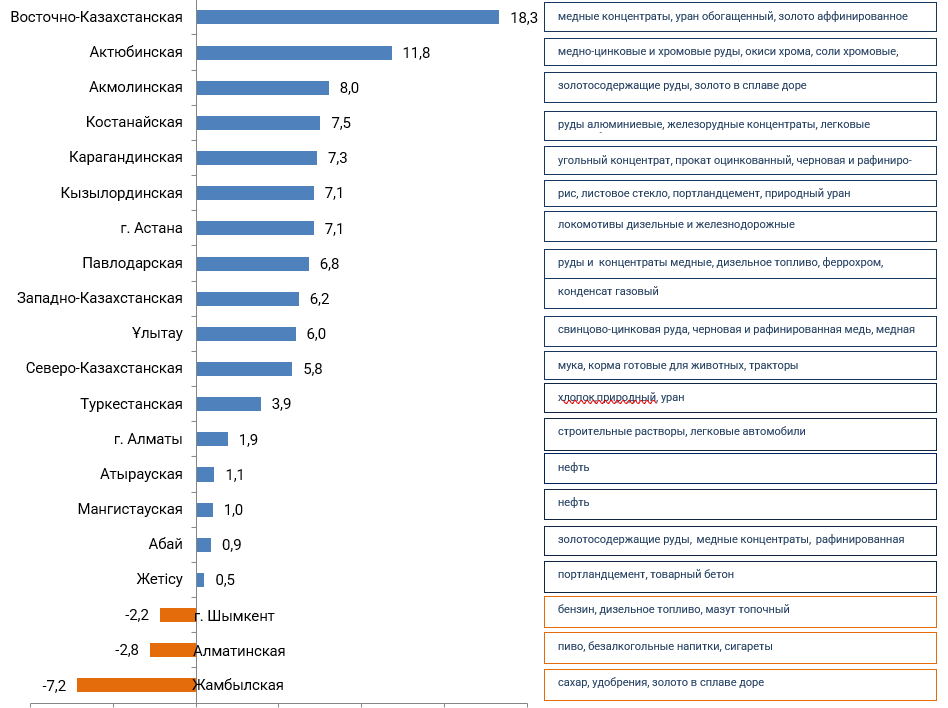 Восточно-Казахстанская 18,3 медные концентраты, уран обогащенный, золото аффинированное
Актюбинская 11,8 медно-цинковые и хромовые руды, окиси хрома, соли хромовые,
Акмолинская 8,0 золотосодержащие руды, золото в сплаве доре
Костанайская 7,5 руды алюминиевые, железорудные концентраты, легковые
Карагандинская 7,3 угольный концентрат, прокат оцинкованный, черновая и рафиниро-
Кызылординская 7,1 рис, листовое стекло, портландцемент, природный уран
г. Астана 7,1 локомотивы дизельные и железнодорожные
Павлодарская 6,8 руды и концентраты медные, дизельное топливо, феррохром,
Западно-Казахстанская 6,2 конденсат газовый
Ұлытау 6,0 свинцово-цинковая руда, черновая и рафинированная медь, медная
Северо-Казахстанская 5,8 мука, корма готовые для животных, тракторы
Туркестанская 3,9 хлопок,природный, уран
г. Алматы 1,9 строительные растворы, легковые автомобили
Атырауская 1,1 нефть
Мангистауская 1,0 нефть
Абай 0,9 золотосодержащие руды, медные концентраты, рафинированная
Жетісу 0,5 портландцемент, товарный бетон
-2,2 г. Шымкент бензин, дизельное топливо, мазут топочный
-2,8 Алматинская пиво, безалкогольные напитки, сигареты
-7,2 Жамбылская сахар, удобрения, золото в сплаве доре